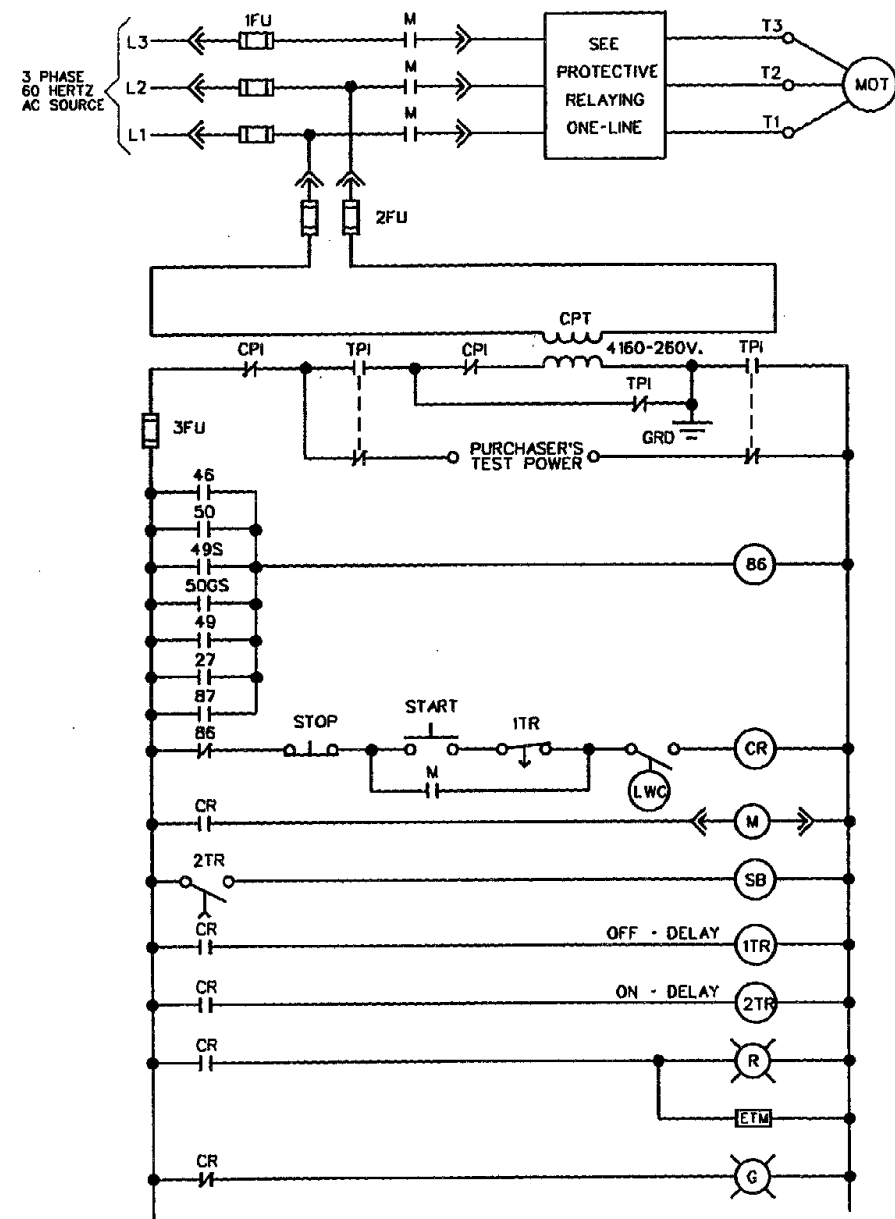 1FU
M
L3
T3
SEE
PROTECTIVE
RELAYING
ONE-LINE
3 PHASE
60 HERTZ
AC SOURCE
M
L2
T2
MOT
M
L1
T1
2FU
CPT
4160-260V.
CPI
TPI
CPI
TPI
TPI
3FU
GRD
PURCHASER'S
TEST POWER
46
50
49S
86
50GS
49
27
87
86
STOP
START
1TR
CR
M
LWC
CR
M
2TR
SB
CR
OFF - DELAY
1TR
CR
ON - DELAY
2TR
CR
R
ETM
CR
G